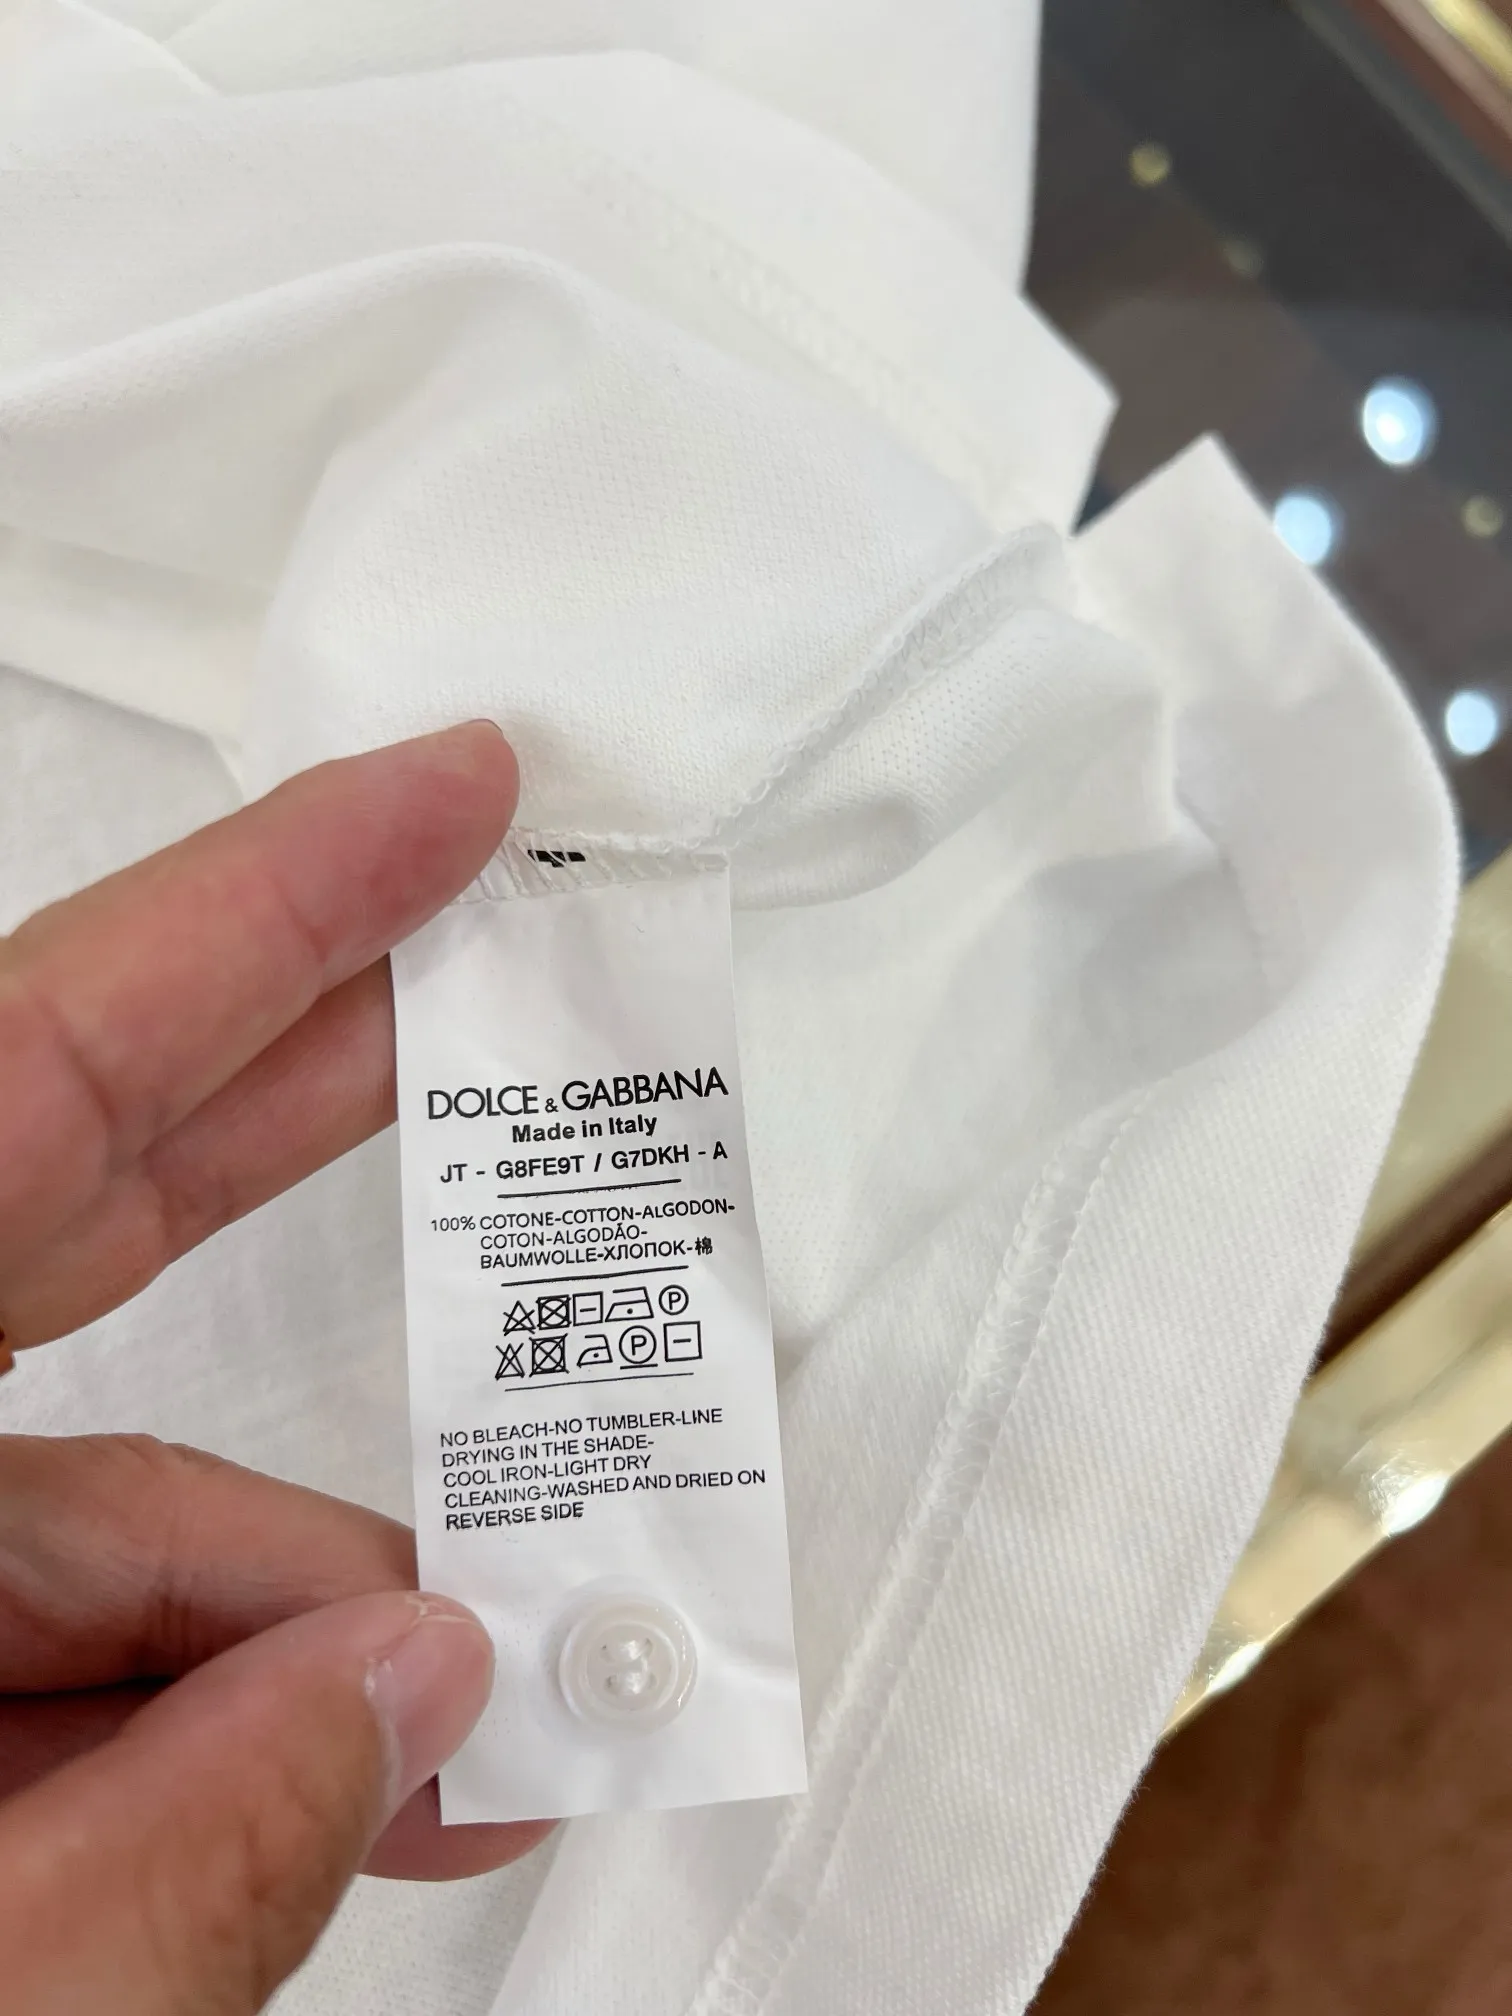 DOLCE & GABBANA
Made in Italy
JT - G8FE9T / G7DKH - A
100% COTONE-COTTON-ALGODON-
COTON-ALGODÃO-
BAUMWOLLE-ХЛОПОК-棉
P
P
NO BLEACH-NO TUMBLER-LINE
DRYING IN THE SHADE-
COOL IRON-LIGHT DRY
CLEANING-WASHED AND DRIED ON
REVERSE SIDE